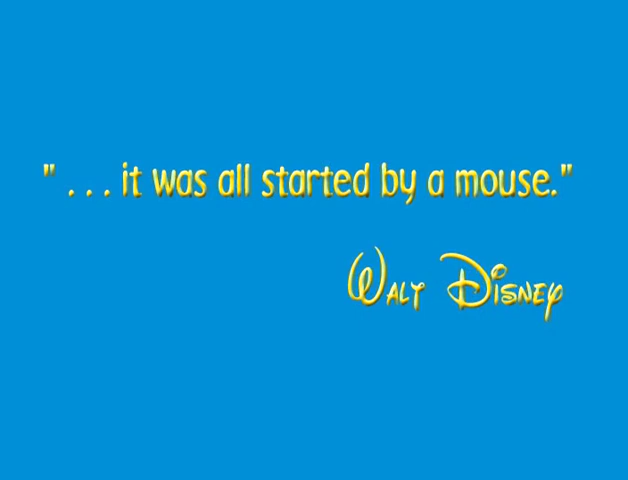 " . . . it was all started by a mouse."
Walt Disney